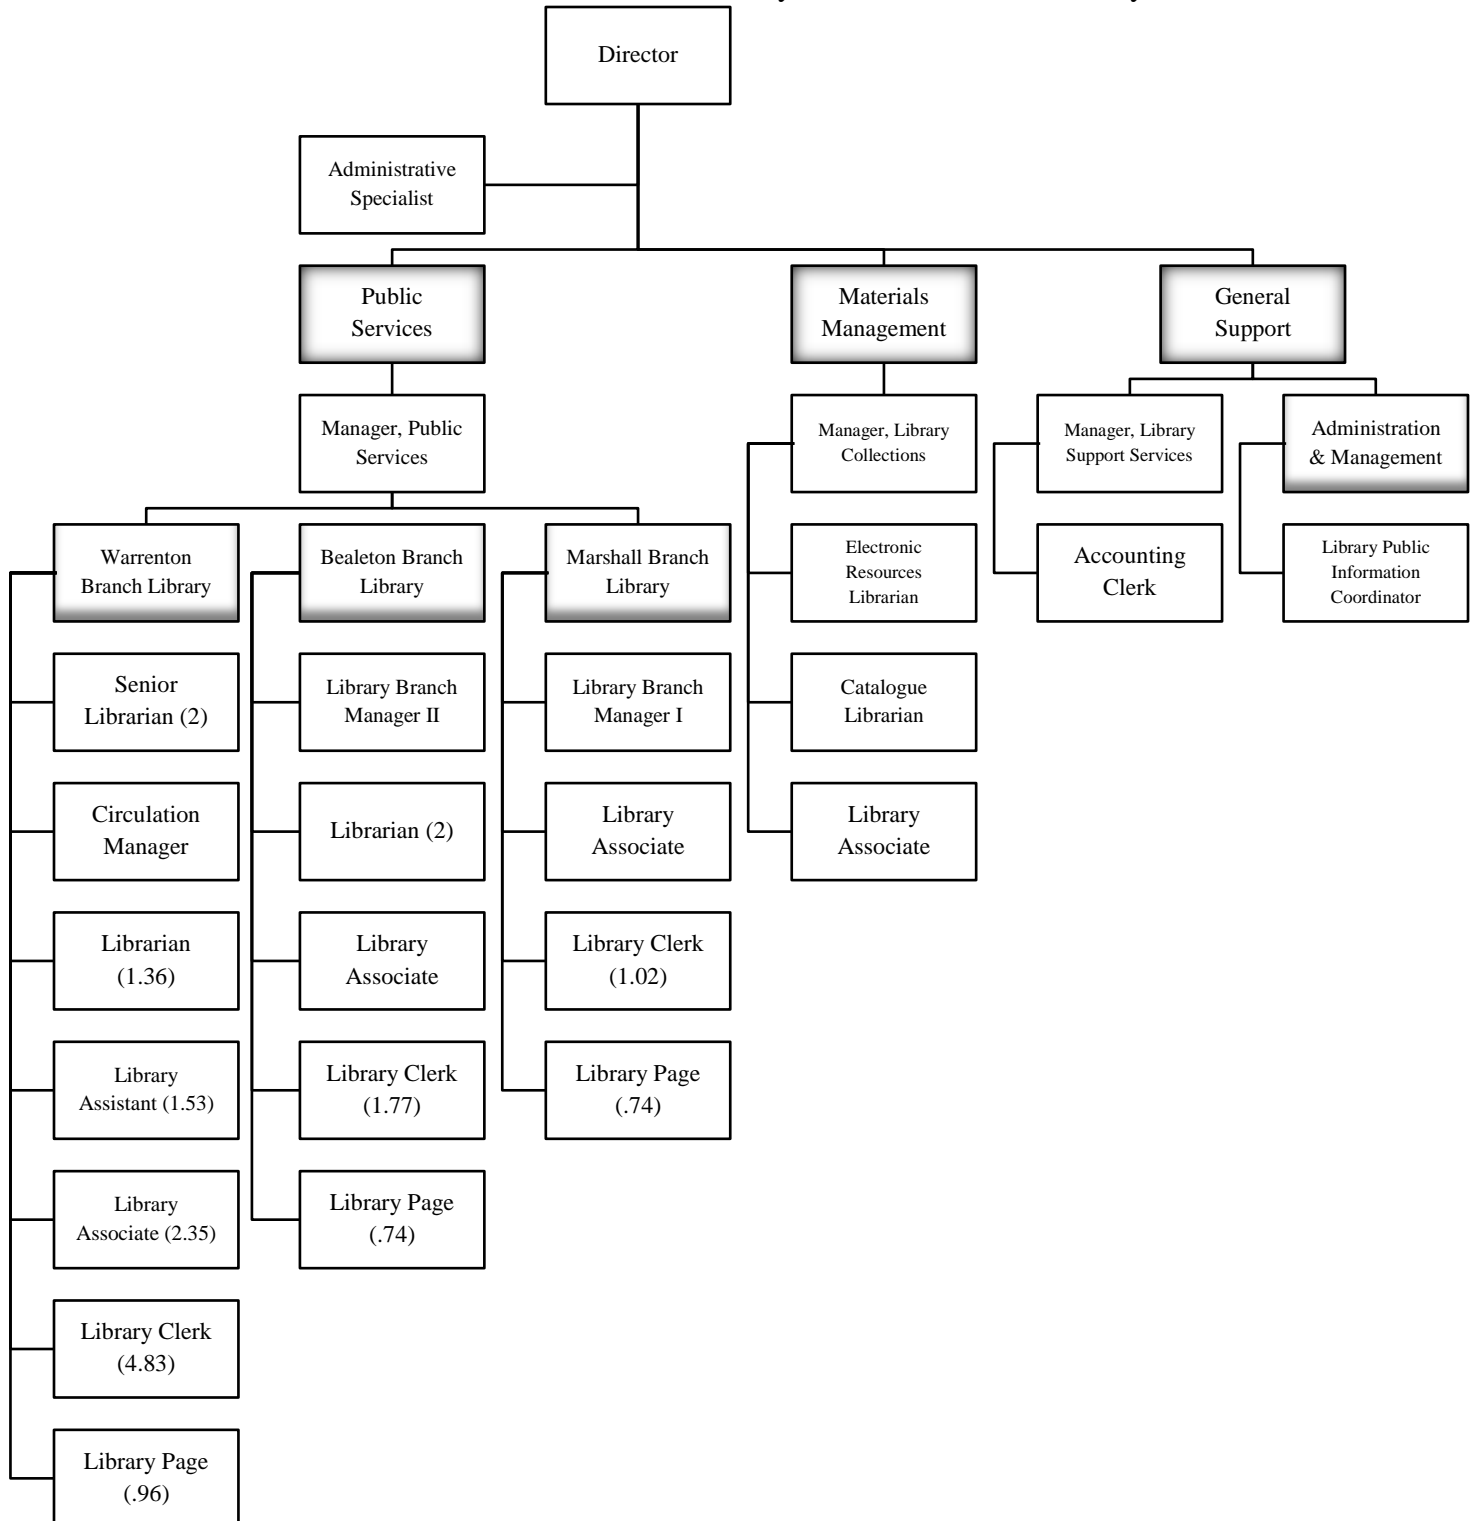 Director
Administrative
Specialist
Public
Services
Materials
Management
General
Support
Manager, Public
Services
Manager, Library
Collections
Manager, Library
Support Services
Administration
& Management
Warrenton
Branch Library
Bealeton Branch
Library
Marshall Branch
Library
Electronic
Resources
Librarian
Accounting
Clerk
Library Public
Information
Coordinator
Senior
Librarian (2)
Library Branch
Manager II
Library Branch
Manager I
Catalogue
Librarian
Circulation
Manager
Librarian (2)
Library
Associate
Library
Associate
Librarian
(1.36)
Library
Associate
Library Clerk
(1.02)
Library
Assistant (1.53)
Library Clerk
(1.77)
Library Page
(.74)
Library
Associate (2.35)
Library Page
(.74)
Library Clerk
(4.83)
Library Page
(.96)